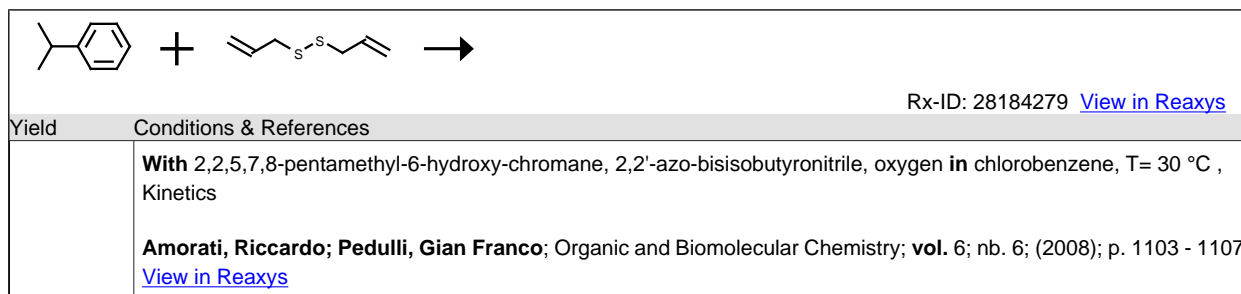 S S
Rx-ID: 28184279 View in Reaxys
Yield Conditions & References
With 2,2,5,7,8-pentamethyl-6-hydroxy-chromane, 2,2'-azo-bisisobutyronitrile, oxygen in chlorobenzene, T= 30 °C ,
Kinetics
Amorati, Riccardo; Pedulli, Gian Franco; Organic and Biomolecular Chemistry; vol. 6; nb. 6; (2008); p. 1103 - 1107
View in Reaxys